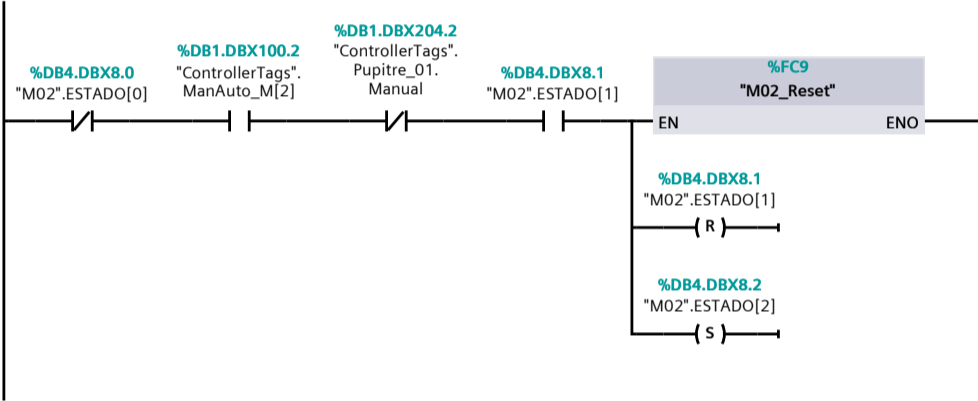 %DB4.DBX8.0
"M02".ESTADO[0]
%DB1.DBX100.2
"ControllerTags".
ManAuto_M[2]
%DB1.DBX204.2
"ControllerTags".
Pupitre_01.
Manual
%DB4.DBX8.1
"M02".ESTADO[1]
%FC9
"M02_Reset"
EN
ENO
%DB4.DBX8.1
"M02".ESTADO[1]
R
%DB4.DBX8.2
"M02".ESTADO[2]
S